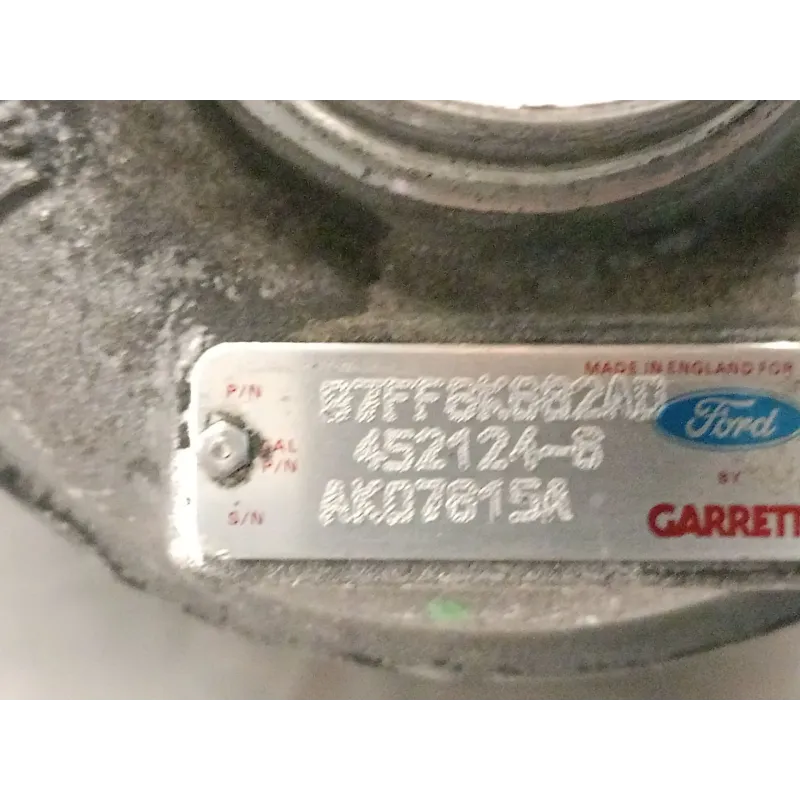 MADE IN ENGLAND FOR
P/N 97FF6K682AD
Ford
GAL P/N 452124-8
BY
S/N AK07815A
GARRETT